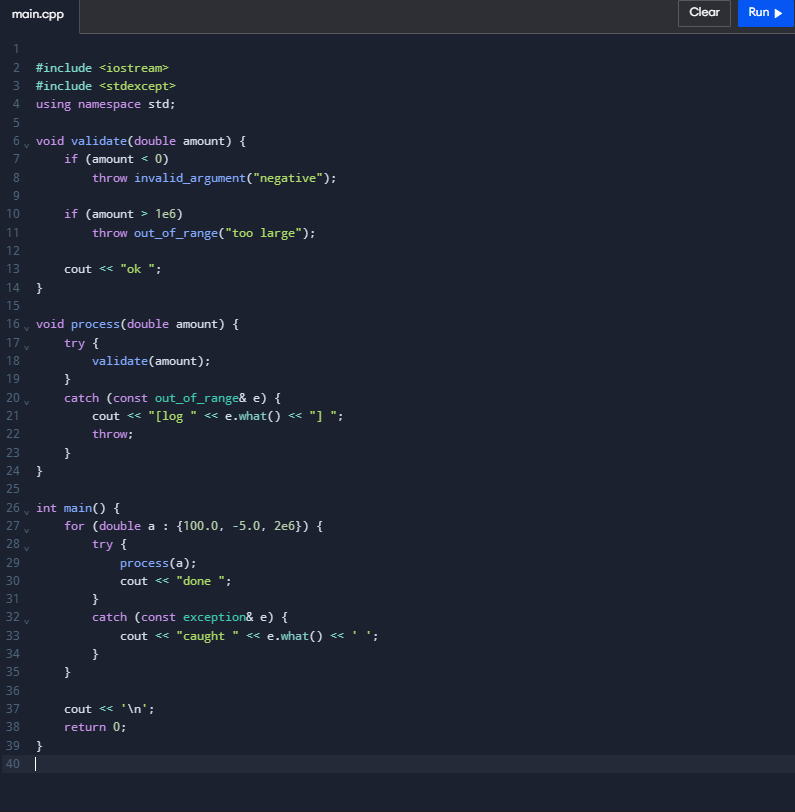 main.cpp
Clear
Run
1
2 #include <iostream>
3 #include <stdexcept>
4 using namespace std;
5
6 void validate(double amount) {
7     if (amount < 0)
8         throw invalid_argument("negative");
9
10     if (amount > 1e6)
11         throw out_of_range("too large");
12
13     cout << "ok ";
14 }
15
16 void process(double amount) {
17     try {
18         validate(amount);
19     }
20     catch (const out_of_range& e) {
21         cout << "[log " << e.what() << "] ";
22         throw;
23     }
24 }
25
26 int main() {
27     for (double a : {100.0, -5.0, 2e6}) {
28         try {
29             process(a);
30             cout << "done ";
31         }
32         catch (const exception& e) {
33             cout << "caught " << e.what() << ' ';
34         }
35     }
36
37     cout << '\n';
38     return 0;
39 }
40